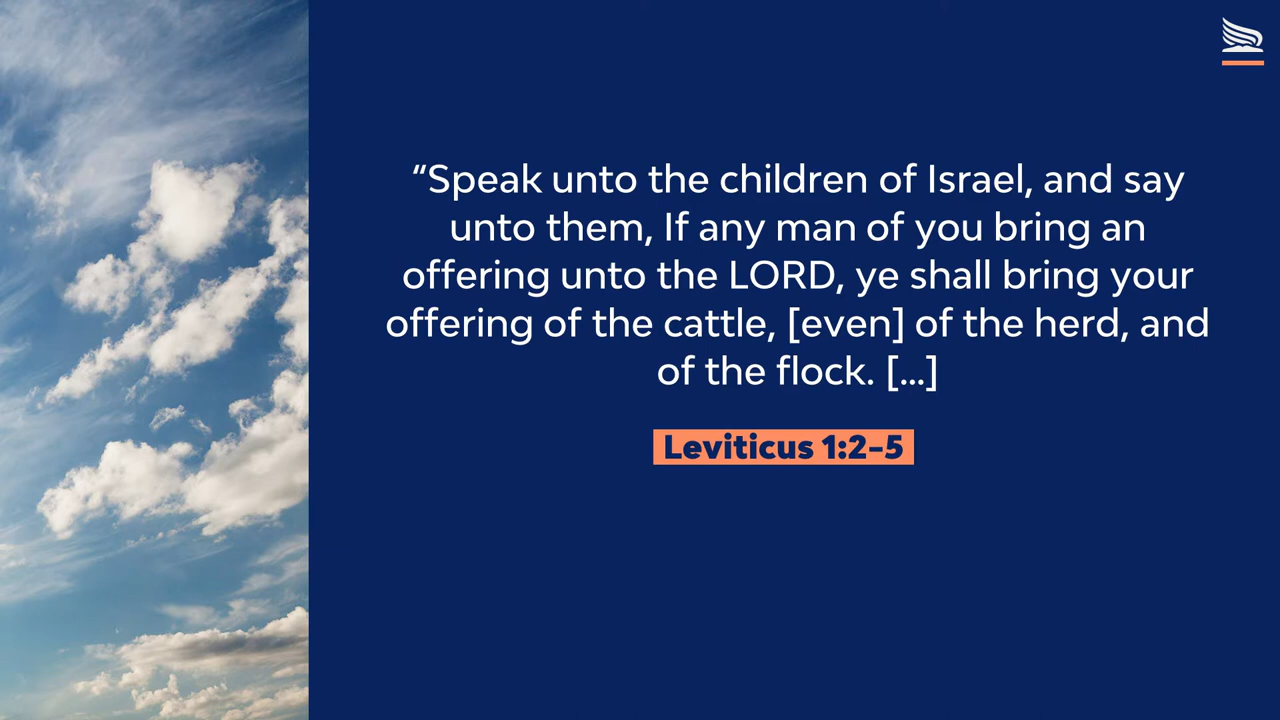 “Speak unto the children of Israel, and say
unto them, If any man of you bring an
offering unto the LORD, ye shall bring your
offering of the cattle, [even] of the herd, and
of the flock. [...]
Leviticus 1:2–5